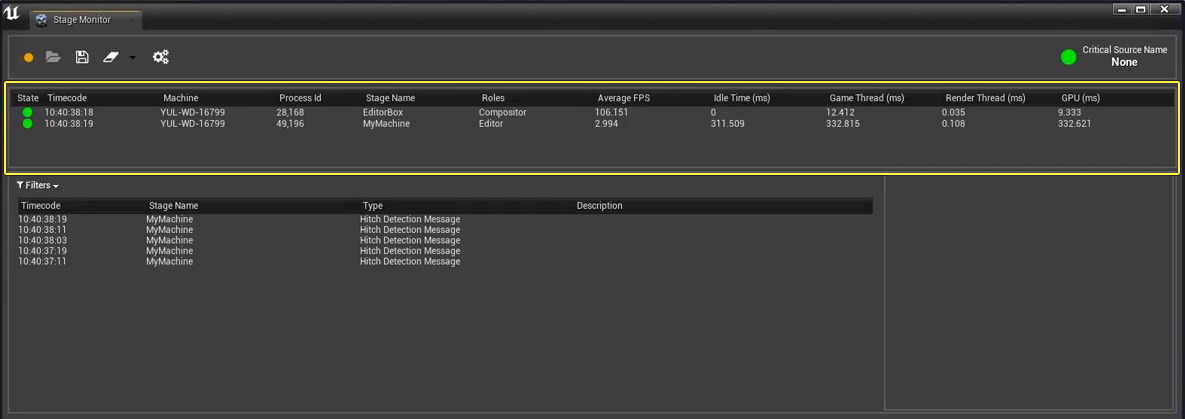 Stage Monitor
Critical Source Name
None
State Timecode Machine Process Id Stage Name Roles Average FPS Idle Time (ms) Game Thread (ms) Render Thread (ms) GPU (ms)
10:40:38:18 YUL-WD-16799 28,168 EditorBox Compositor 106.151 0 12.412 0.035 9.333
10:40:38:19 YUL-WD-16799 49,196 MyMachine Editor 2.994 311.509 332.815 0.108 332.621
Filters
Timecode Stage Name Type Description
10:40:38:19 MyMachine Hitch Detection Message
10:40:38:11 MyMachine Hitch Detection Message
10:40:38:03 MyMachine Hitch Detection Message
10:40:37:19 MyMachine Hitch Detection Message
10:40:37:11 MyMachine Hitch Detection Message